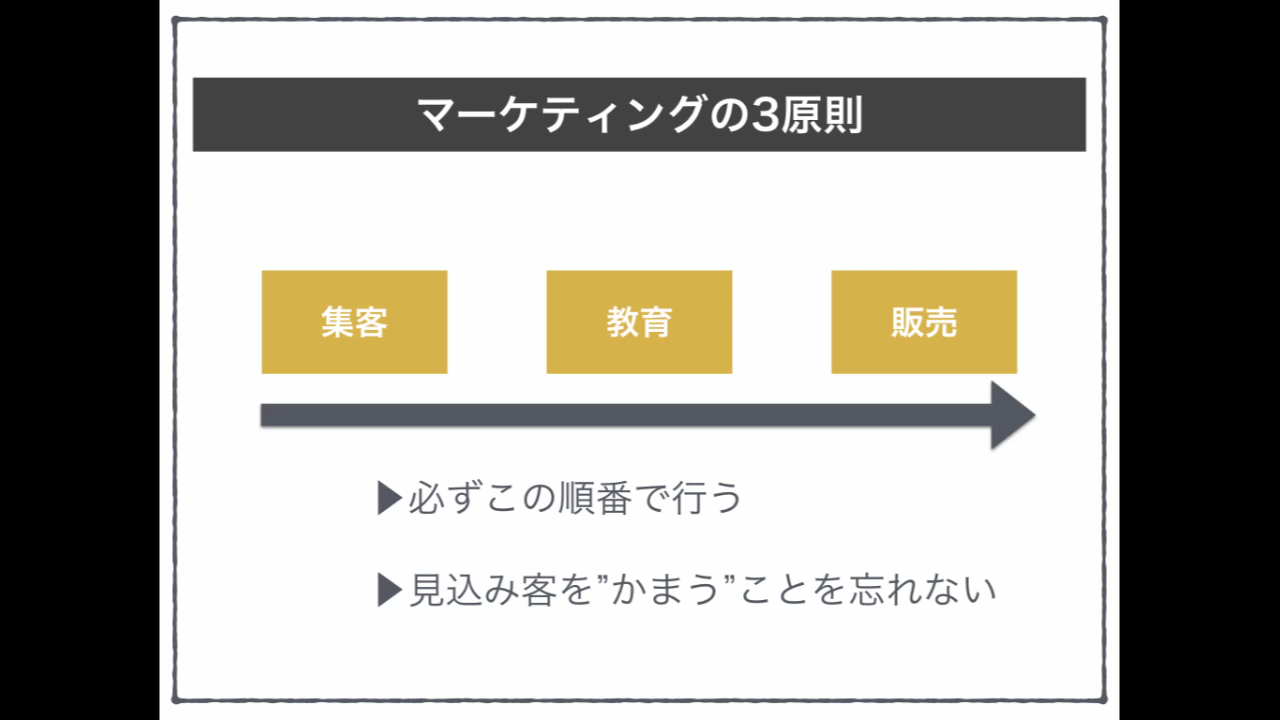 マーケティングの3原則
集客
教育
販売
▶必ずこの順番で行う
▶見込み客を”かまう”ことを忘れない